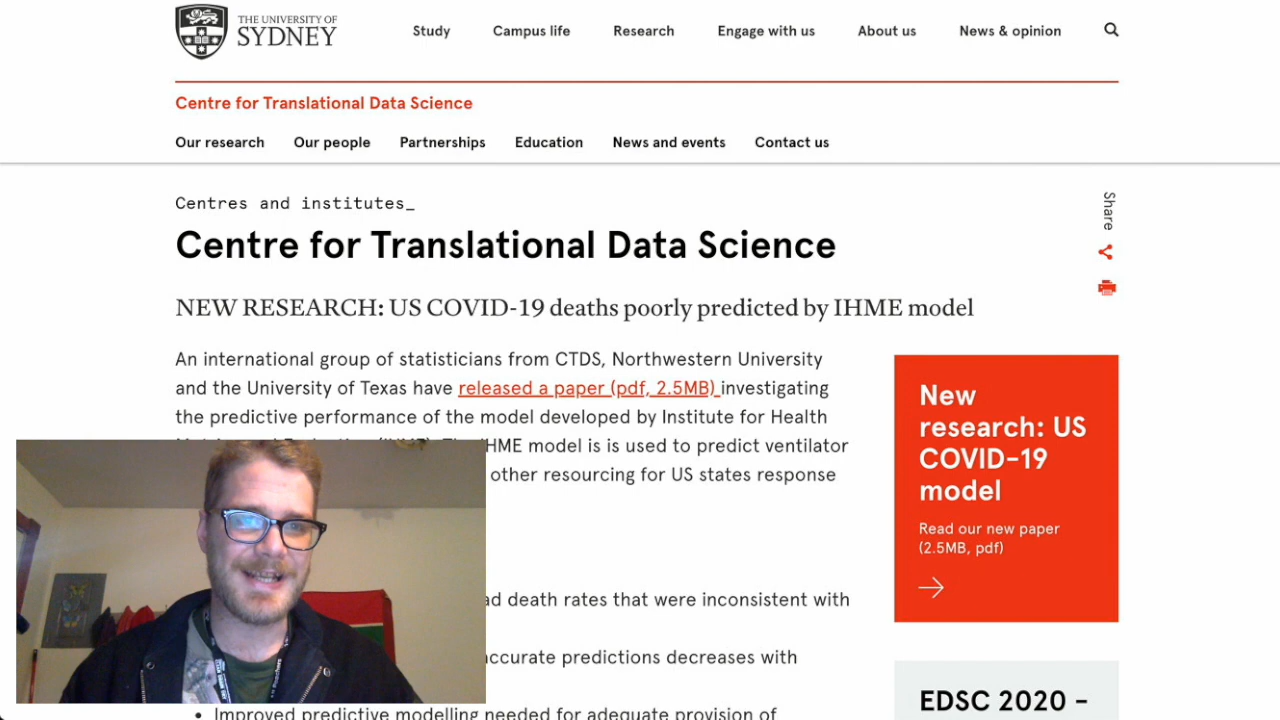 THE UNIVERSITY OF
SYDNEY
Study Campus life Research Engage with us About us News & opinion
Centre for Translational Data Science
Our research Our people Partnerships Education News and events Contact us
Centres and institutes_
Share
Centre for Translational Data Science
NEW RESEARCH: US COVID-19 deaths poorly predicted by IHME model
An international group of statisticians from CTDS, Northwestern University
and the University of Texas have released a paper (pdf, 2.5MB) investigating
the predictive performance of the model developed by Institute for Health
IHME model is is used to predict ventilator
other resourcing for US states response
death rates that were inconsistent with
accurate predictions decreases with
• Improved predictive modelling needed for adequate provision of
New
research: US
COVID-19
model
Read our new paper
(2.5MB, pdf)
EDSC 2020 -